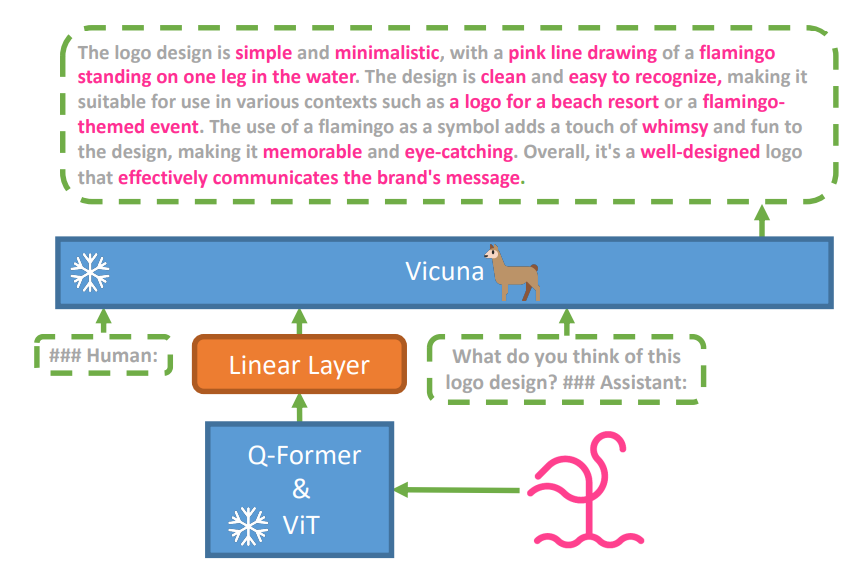 The logo design is simple and minimalistic, with a pink line drawing of a flamingo
standing on one leg in the water. The design is clean and easy to recognize, making it
suitable for use in various contexts such as a logo for a beach resort or a flamingo-
themed event. The use of a flamingo as a symbol adds a touch of whimsy and fun to
the design, making it memorable and eye-catching. Overall, it's a well-designed logo
that effectively communicates the brand's message.
Vicuna
### Human:
Linear Layer
What do you think of this
logo design? ### Assistant:
Q-Former
&
ViT